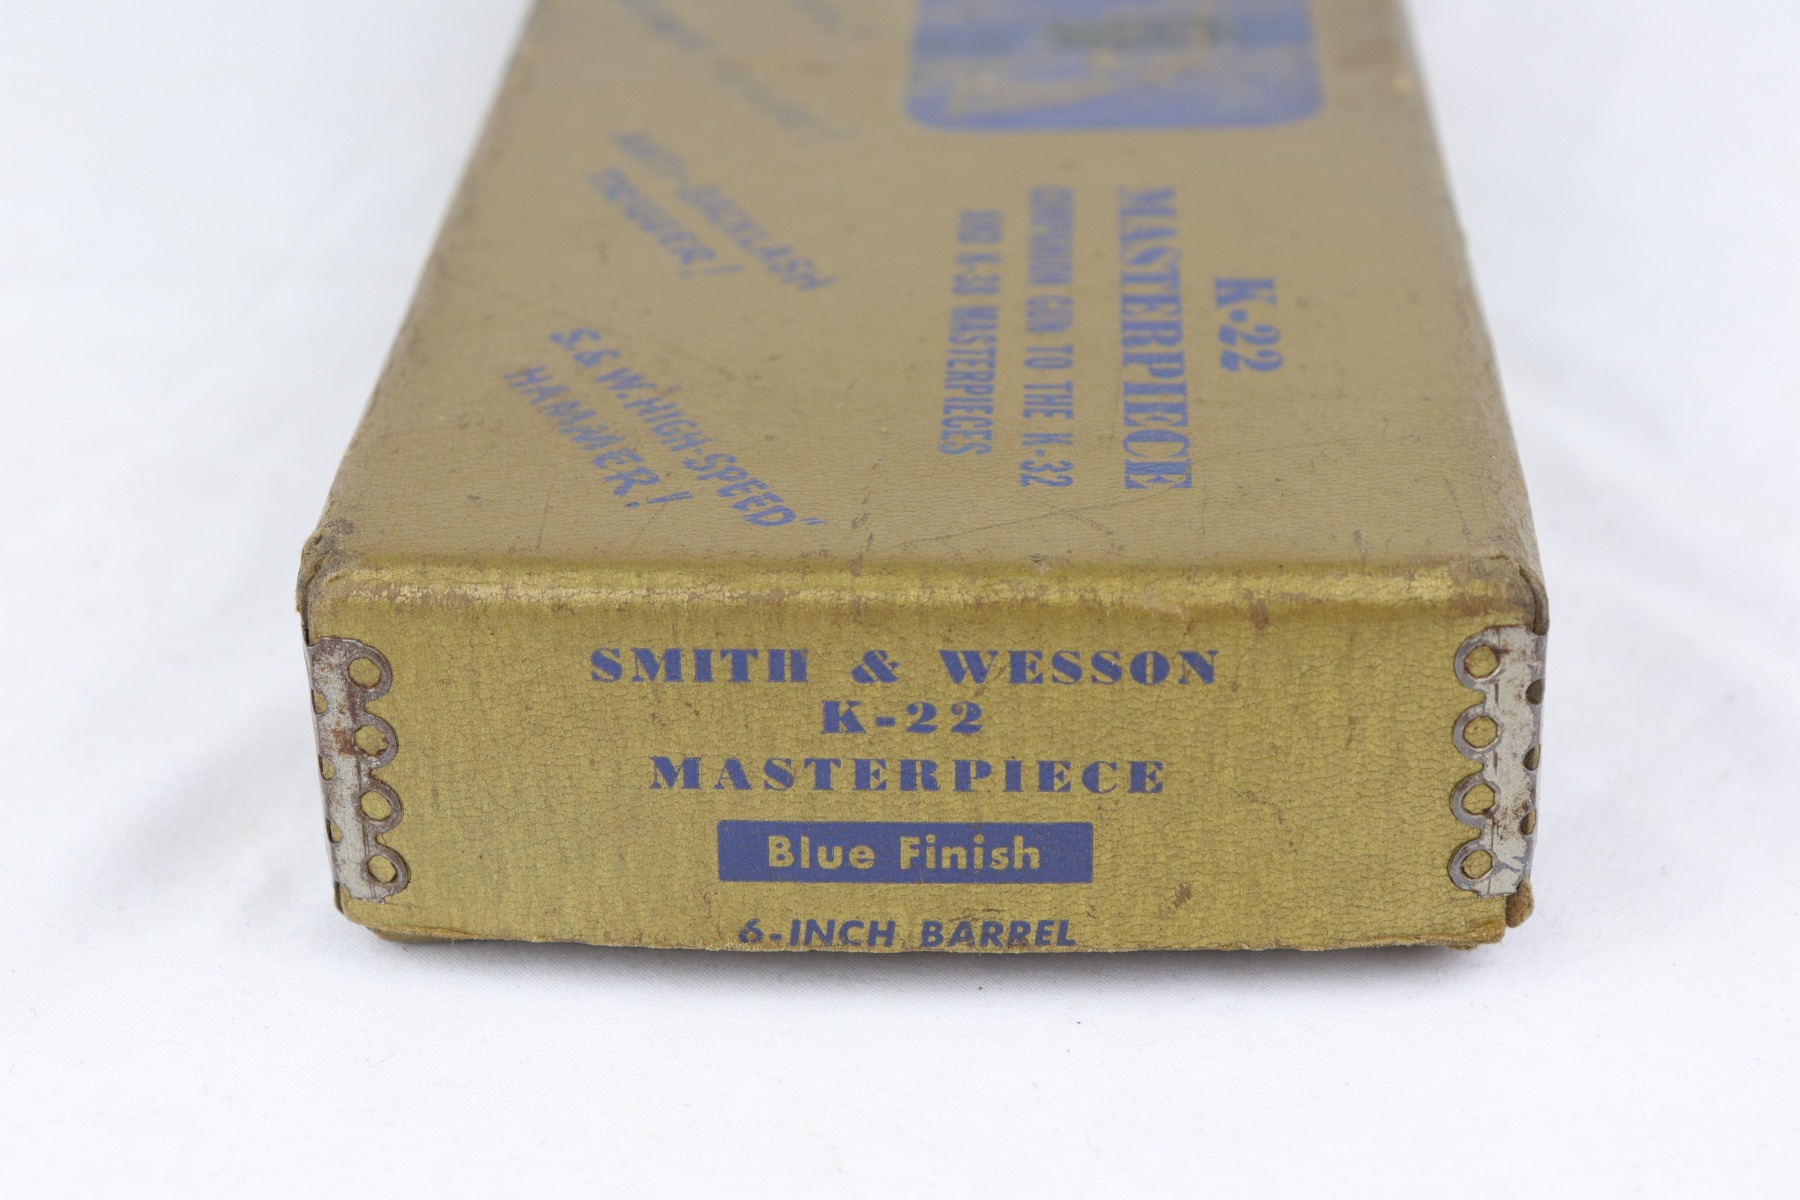 ANTI-BACKLASH
TRIGGER!
S.&W. HIGH-SPEED"
HAMMER!
K-22
MASTERPIECE
COMPANION GUN TO THE K-32
AND K-38 MASTERPIECES
SMITH & WESSON
K-22
MASTERPIECE
Blue Finish
6-INCH BARREL